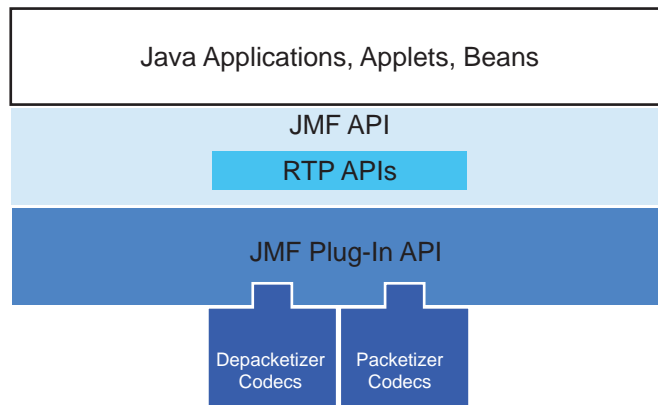 Java Applications, Applets, Beans
JMF API
RTP APIs
JMF Plug-In API
Depacketizer
Codecs
Packetizer
Codecs